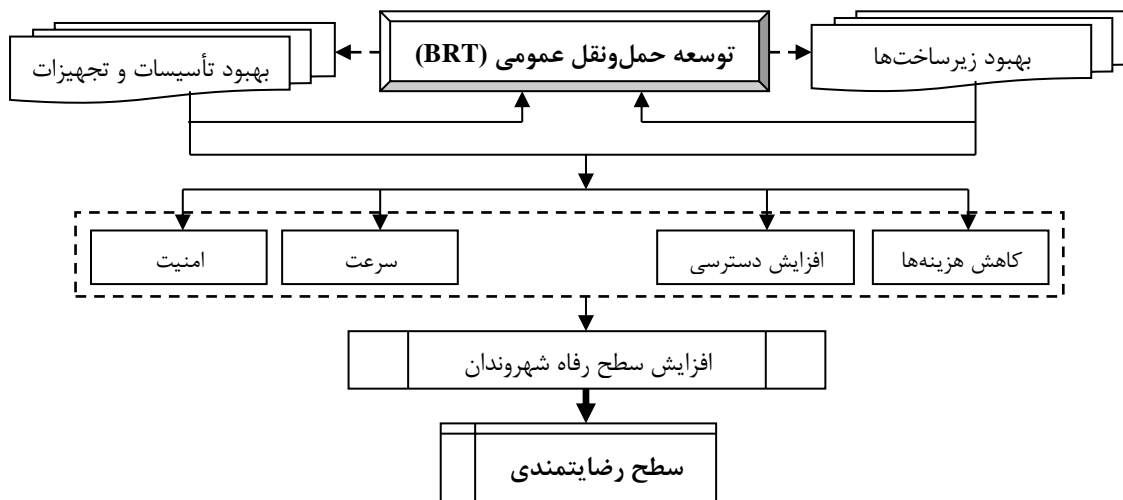 توسعه حمل‌ونقل عمومی (BRT)
بهبود زیرساخت‌ها
بهبود تأسیسات و تجهیزات
کاهش هزینه‌ها
افزایش دسترسی
سرعت
امنیت
افزایش سطح رفاه شهروندان
سطح رضایتمندی